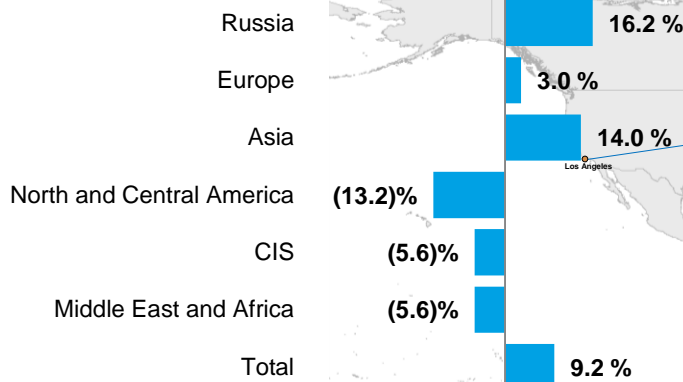 Russia 16.2 %
Europe 3.0 %
Asia 14.0 %
Los Angeles
North and Central America (13.2)%
CIS (5.6)%
Middle East and Africa (5.6)%
Total 9.2 %